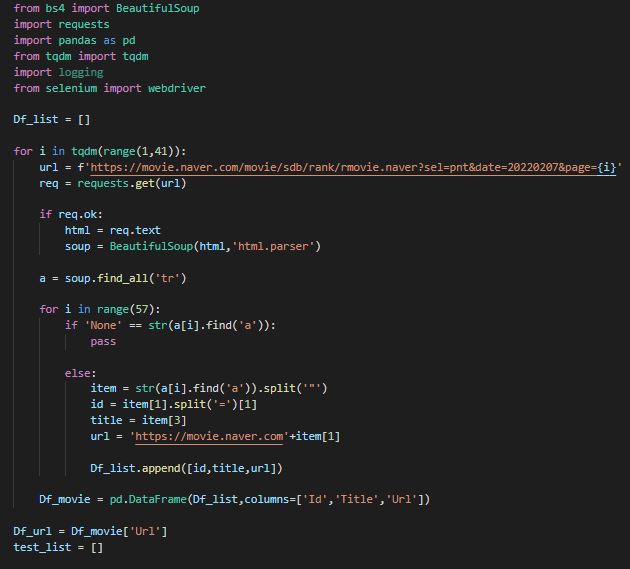 from bs4 import BeautifulSoup
import requests
import pandas as pd
from tqdm import tqdm
import logging
from selenium import webdriver
Df_list = []
for i in tqdm(range(1,41)):
url = f'https://movie.naver.com/movie/sdb/rank/rmovie.naver?sel=pnt&date=20220207&page={i}'
req = requests.get(url)
if req.ok:
html = req.text
soup = BeautifulSoup(html,'html.parser')
a = soup.find_all('tr')
for i in range(57):
if 'None' == str(a[i].find('a')):
pass
else:
item = str(a[i].find('a')).split('"')
id = item[1].split('=')[1]
title = item[3]
url = 'https://movie.naver.com'+item[1]
Df_list.append([id,title,url])
Df_movie = pd.DataFrame(Df_list,columns=['Id','Title','Url'])
Df_url = Df_movie['Url']
test_list = []